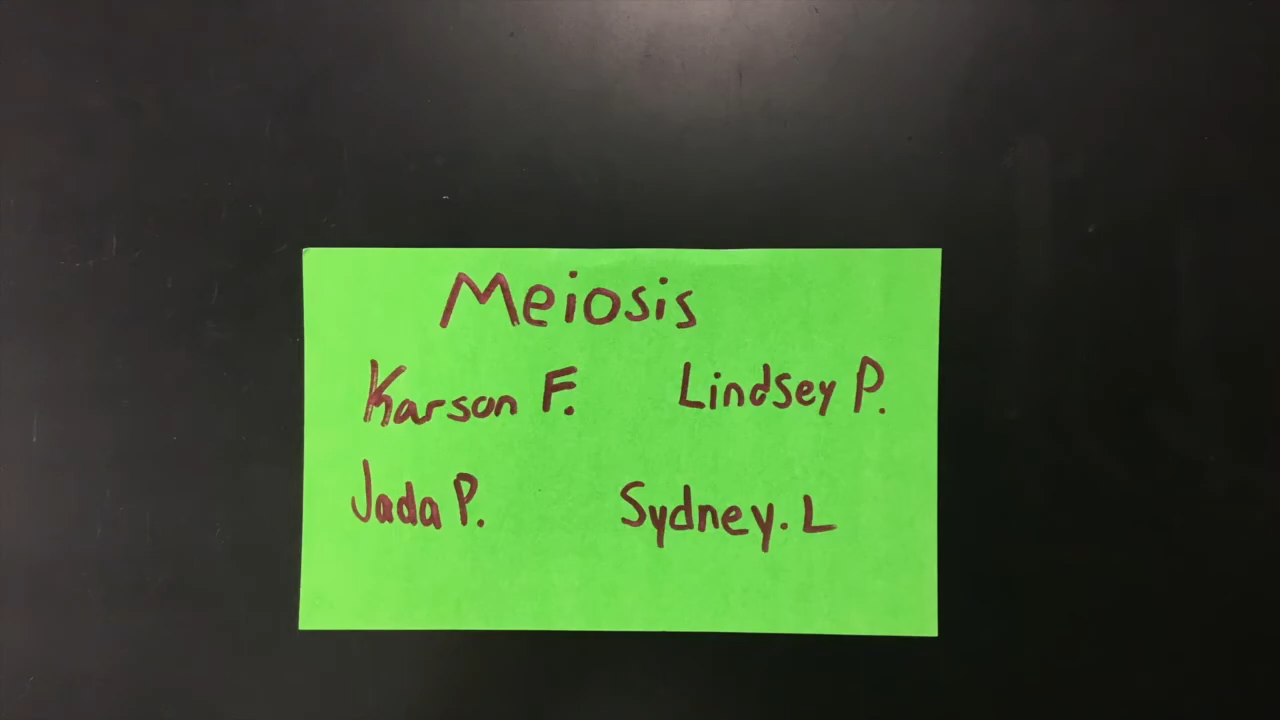 Meiosis
Karson F. Lindsey P.
Jada P. Sydney. L